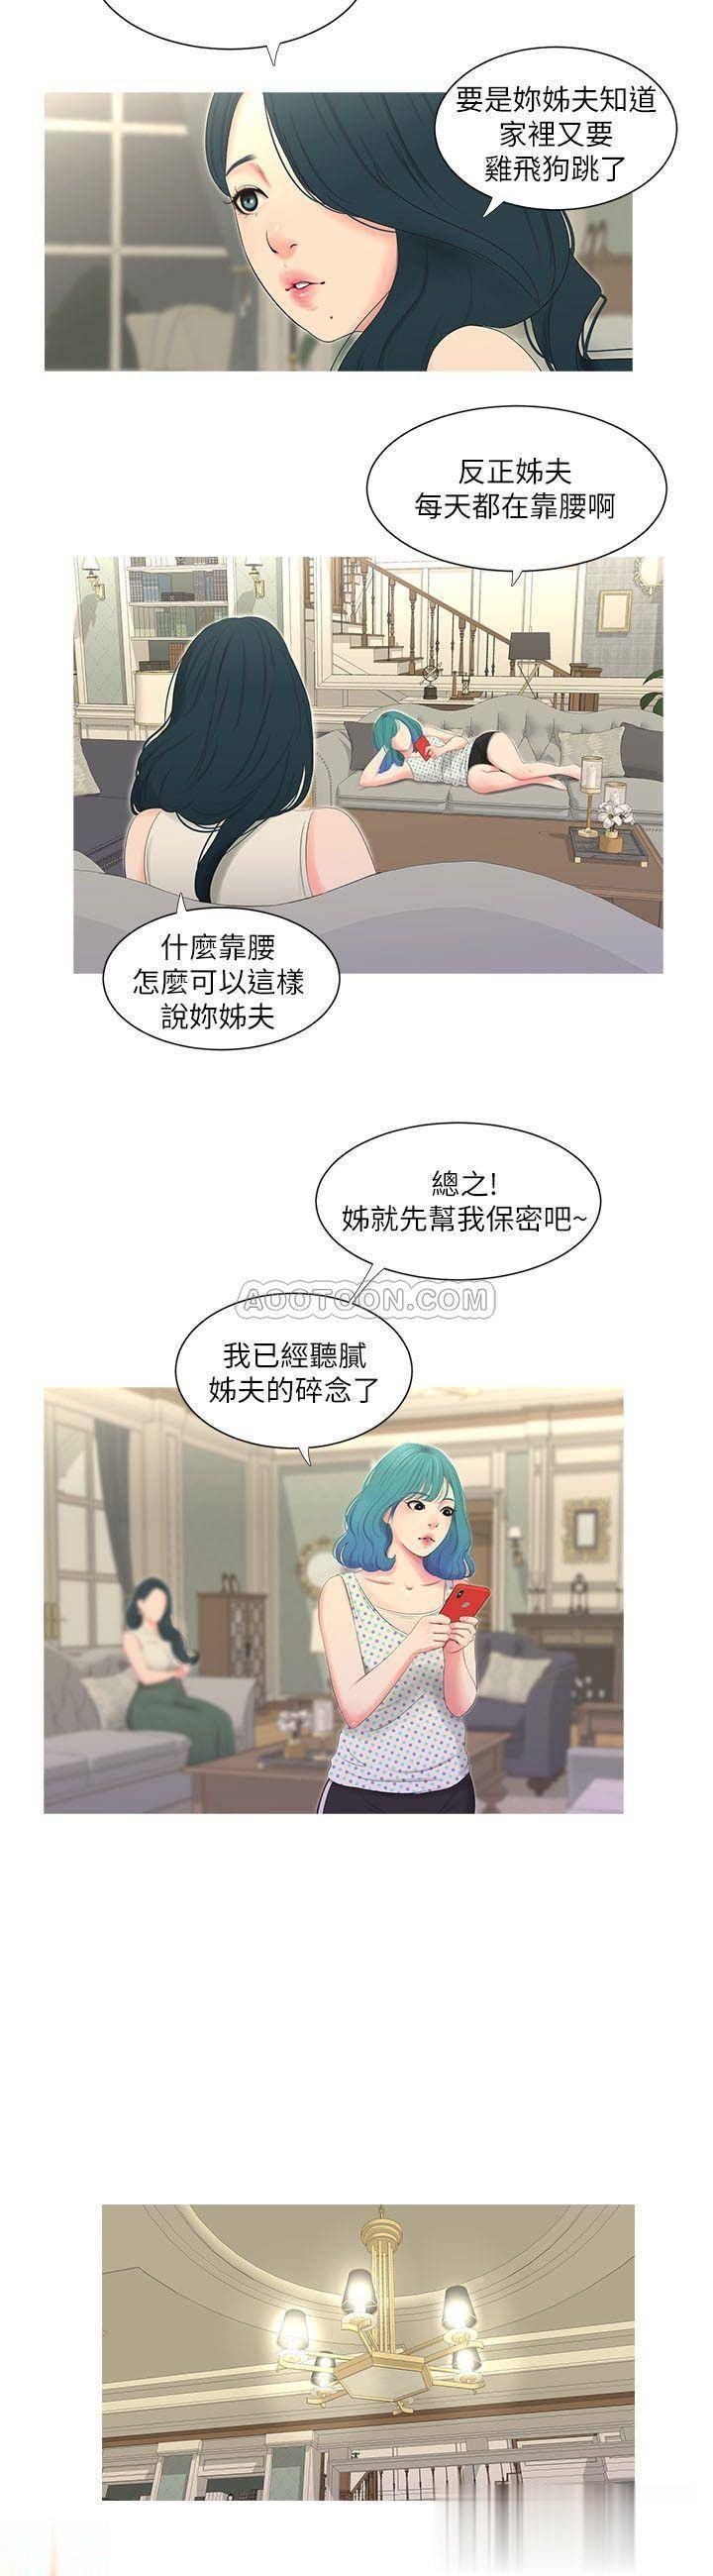 要是妳姊夫知道
家裡又要
雞飛狗跳了
反正姊夫
每天都在靠腰啊
什麼靠腰
怎麼可以這樣
說妳姊夫
總之!
姊就先幫我保密吧~
AOOTOON.COM
我已經聽膩
姊夫的碎念了